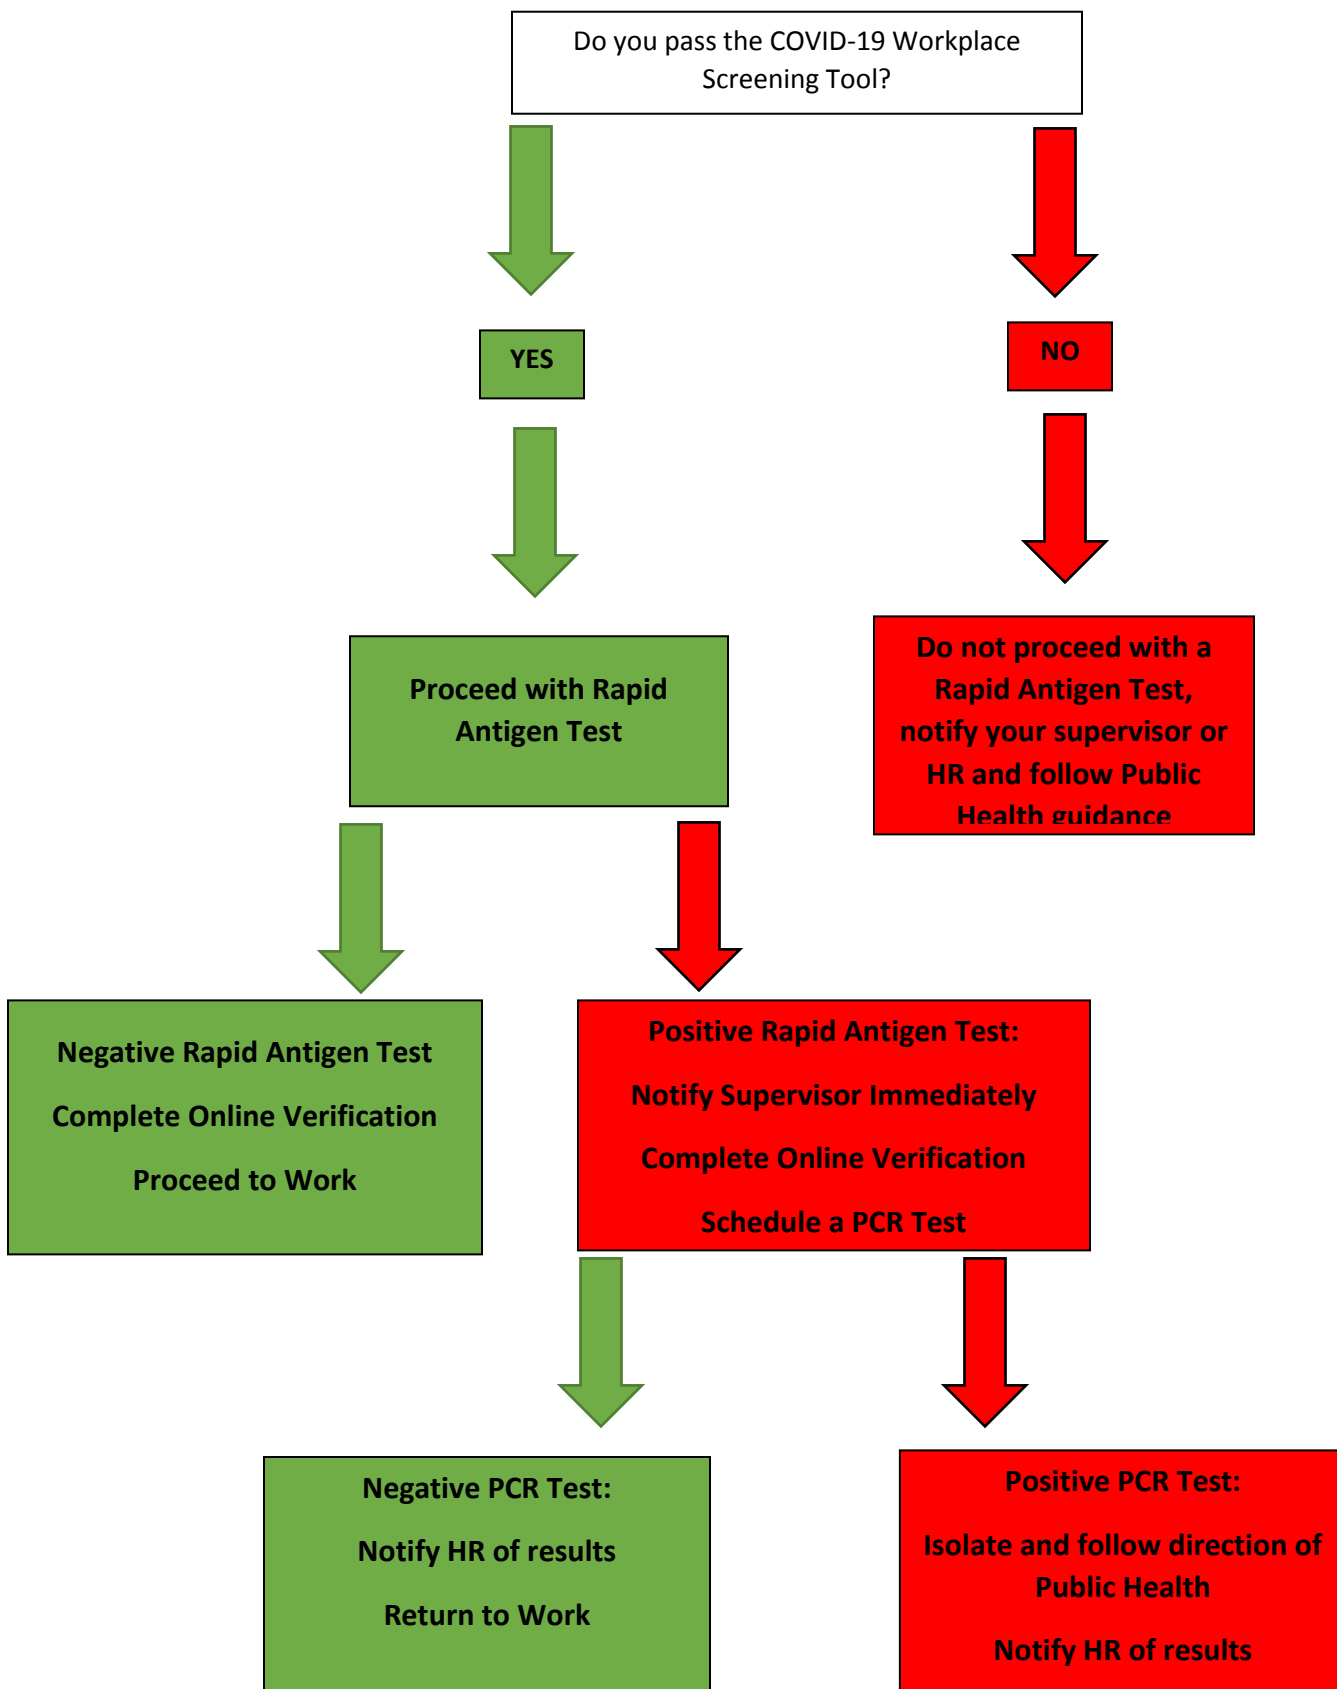 Do you pass the COVID-19 Workplace
Screening Tool?
YES
NO
Proceed with Rapid
Antigen Test
Do not proceed with a
Rapid Antigen Test,
notify your supervisor or
HR and follow Public
Health guidance
Negative Rapid Antigen Test
Complete Online Verification
Proceed to Work
Positive Rapid Antigen Test:
Notify Supervisor Immediately
Complete Online Verification
Schedule a PCR Test
Negative PCR Test:
Notify HR of results
Return to Work
Positive PCR Test:
Isolate and follow direction of
Public Health
Notify HR of results